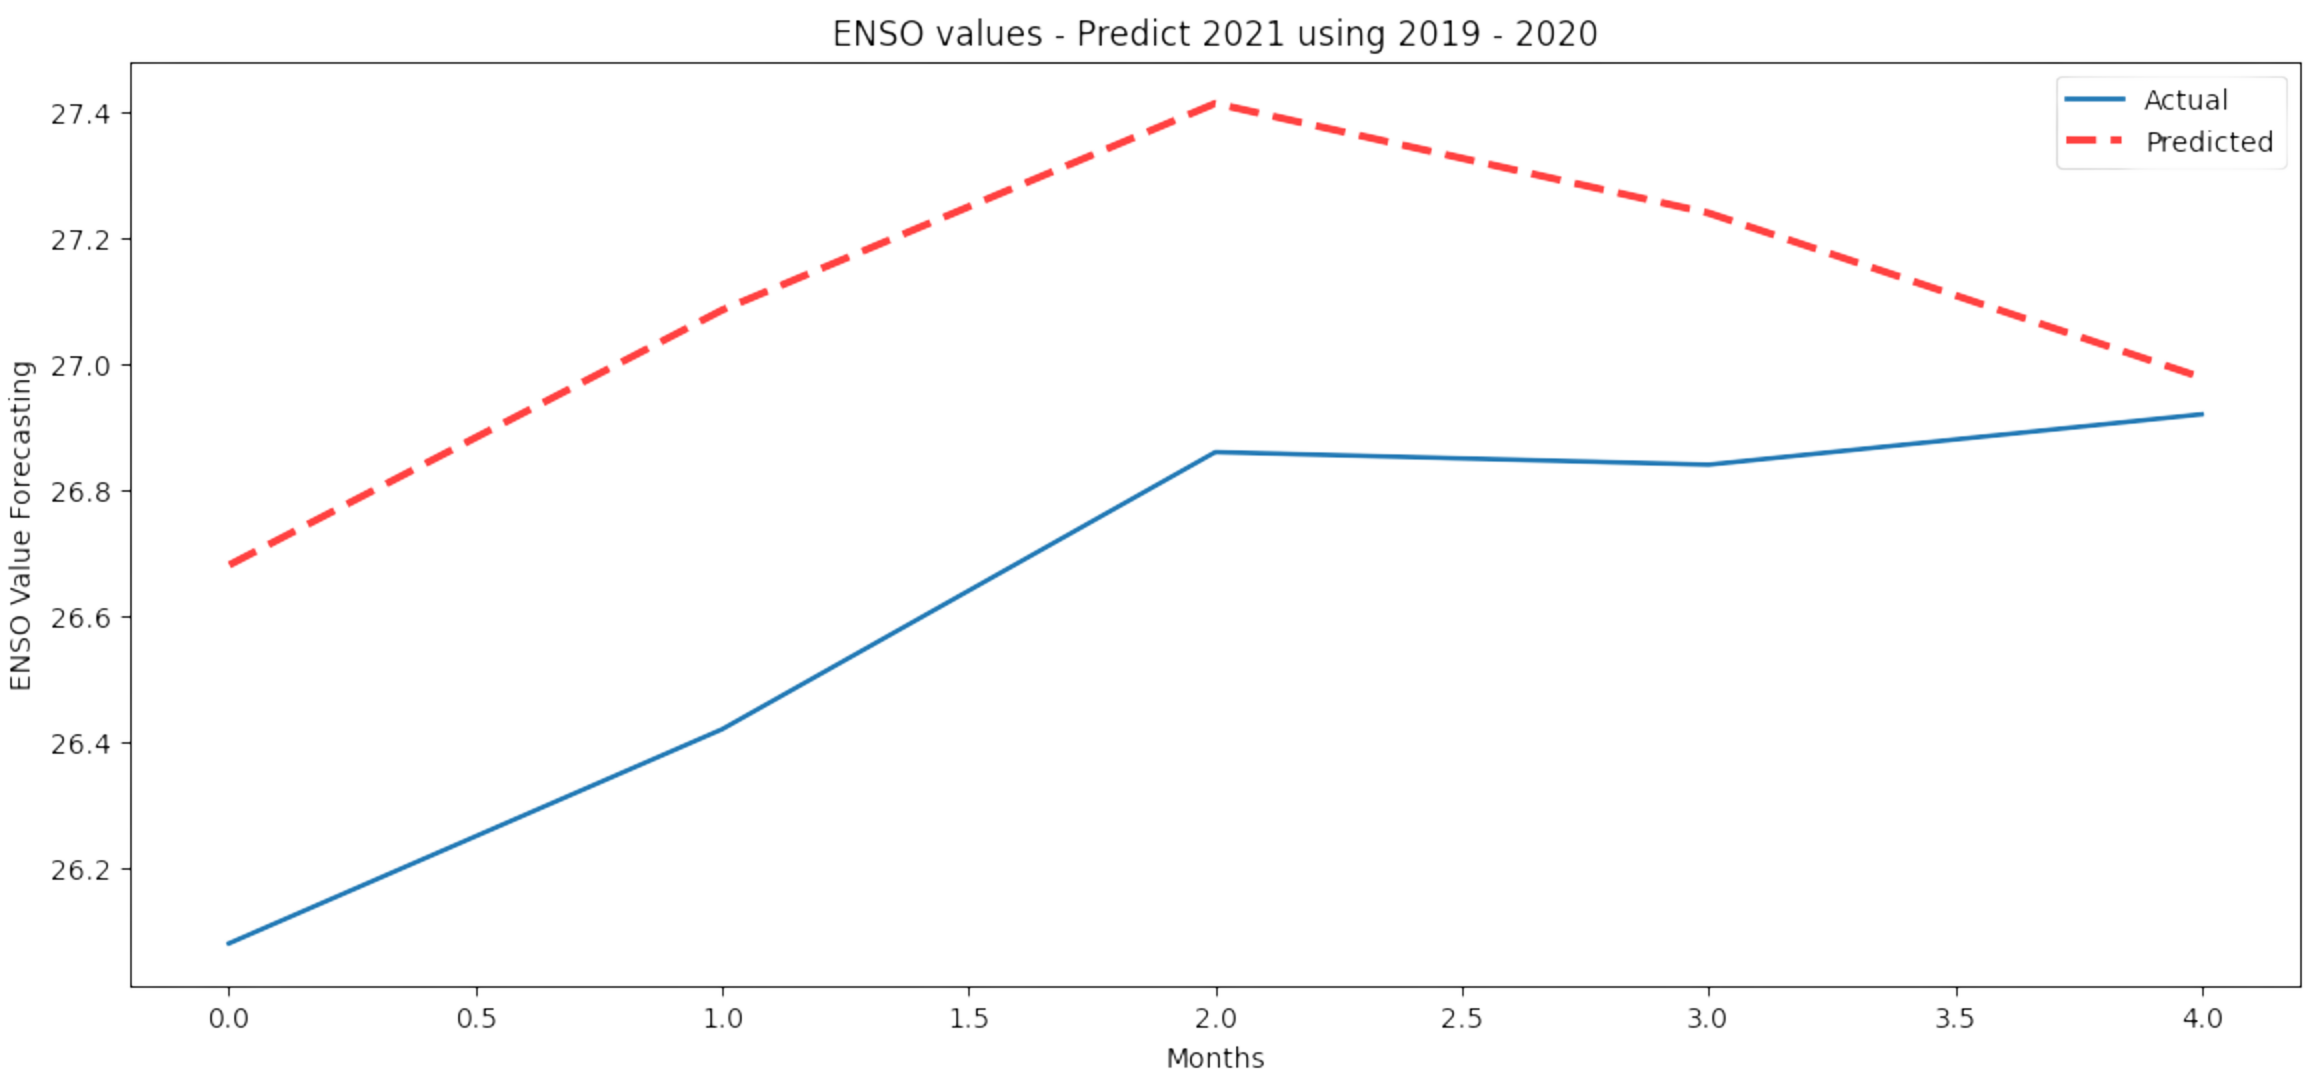 ENSO values - Predict 2021 using 2019 - 2020
Actual
Predicted
27.4
27.2
27.0
26.8
26.6
26.4
26.2
ENSO Value Forecasting
0.0 0.5 1.0 1.5 2.0 2.5 3.0 3.5 4.0
Months